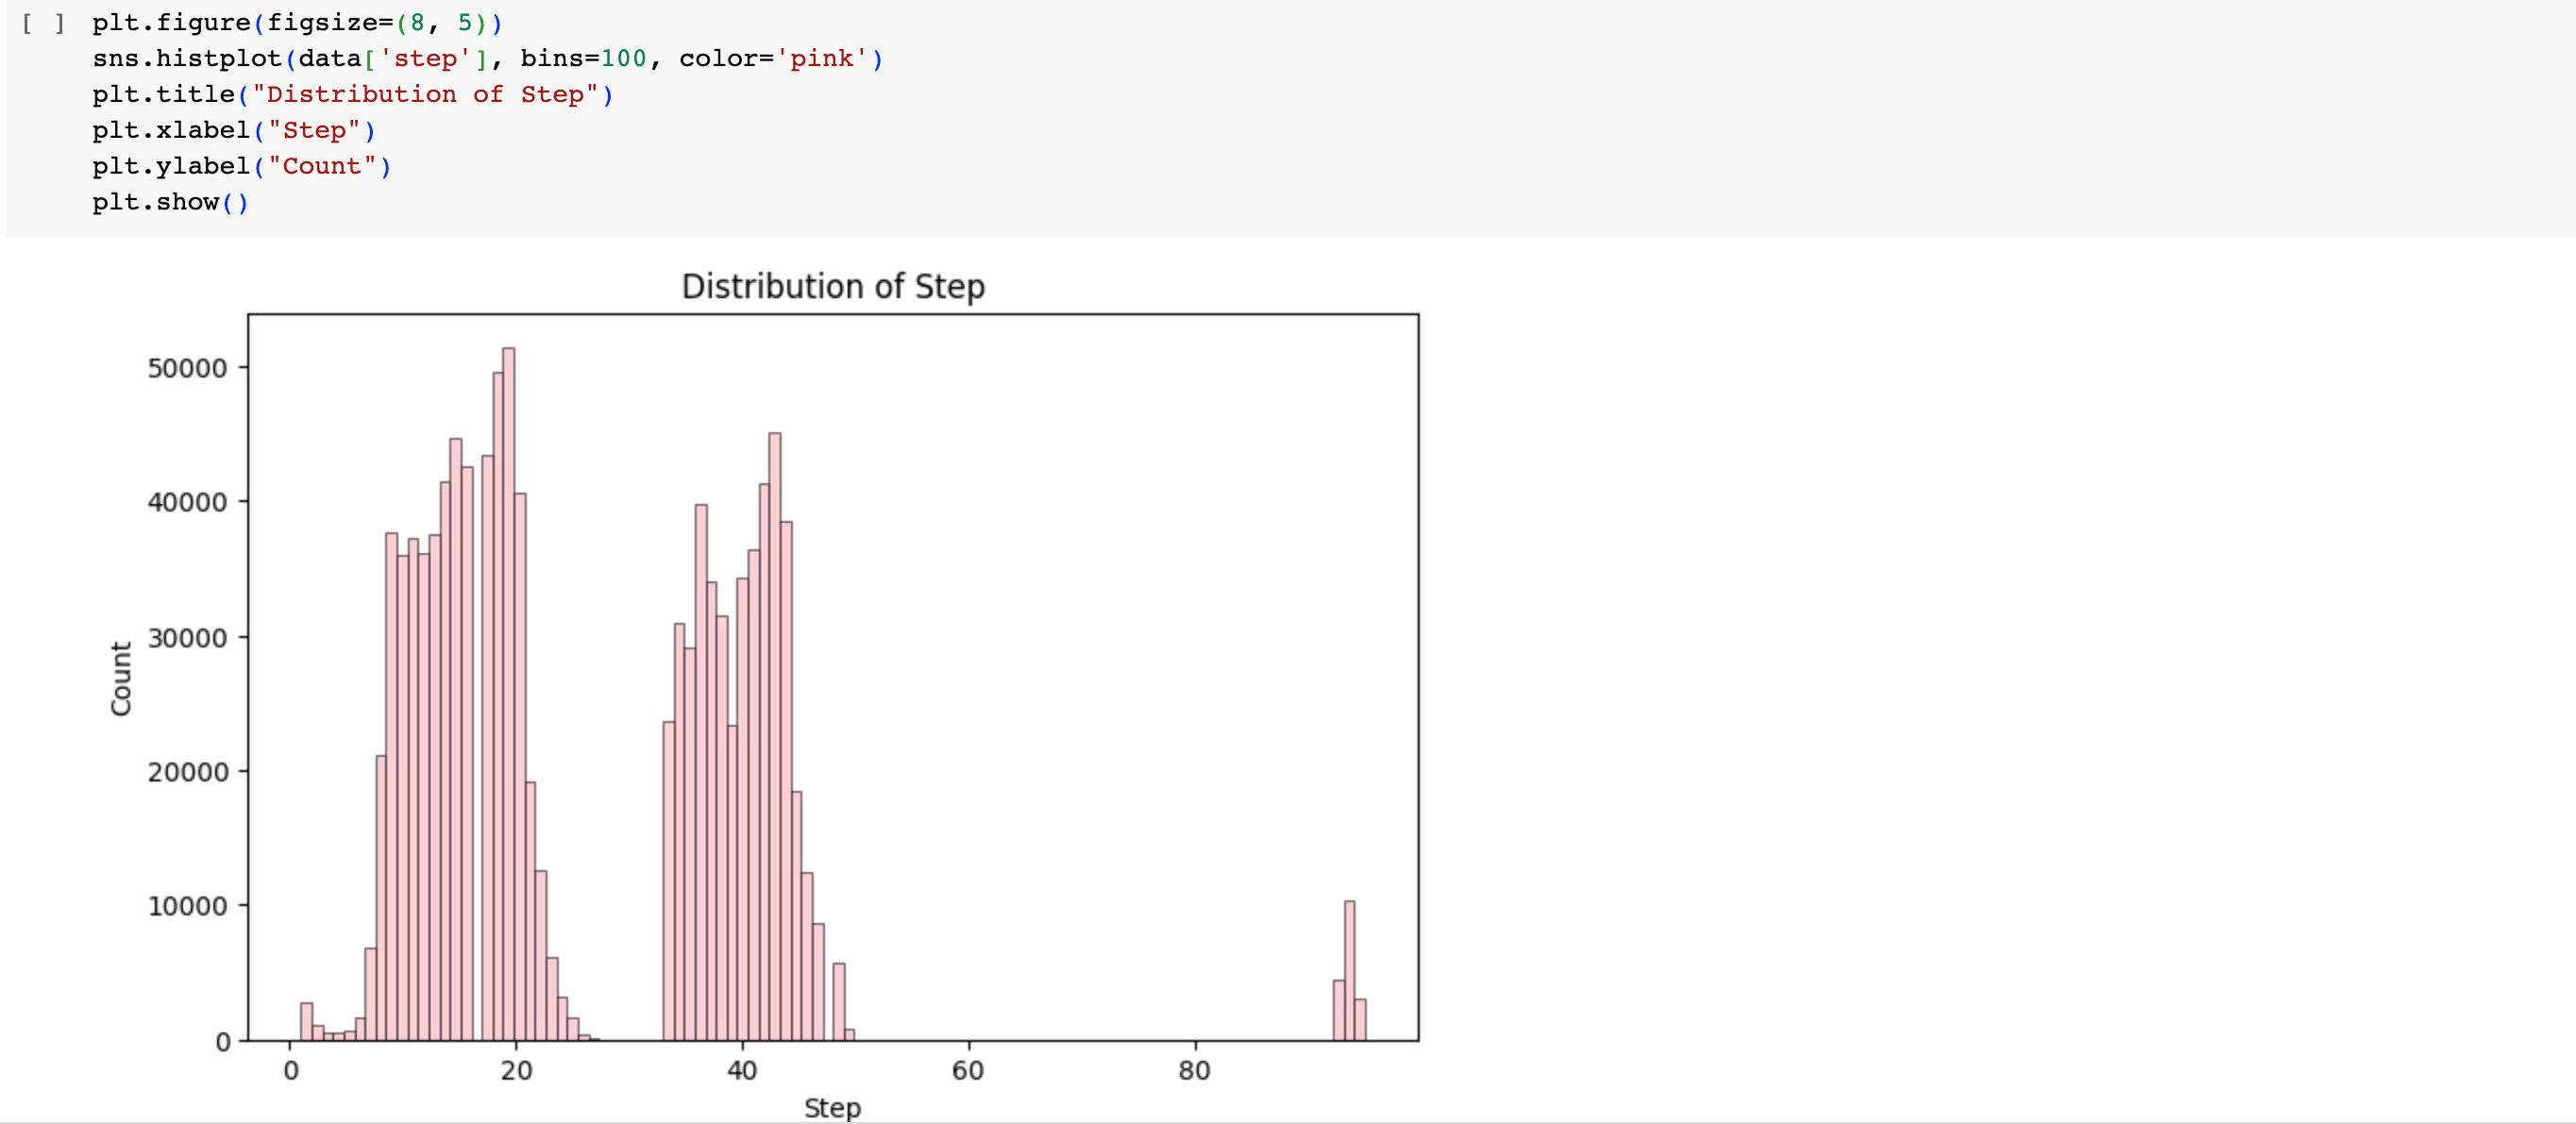 [ ] plt.figure(figsize=(8, 5))
sns.histplot(data['step'], bins=100, color='pink')
plt.title("Distribution of Step")
plt.xlabel("Step")
plt.ylabel("Count")
plt.show()
Distribution of Step
50000
40000
30000
20000
10000
0
Count
0 20 40 60 80
Step